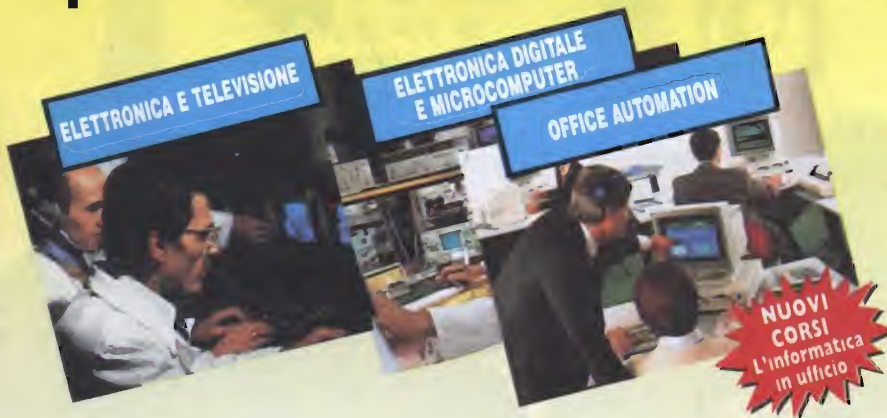 ELETTRONICA E TELEVISIONE
ELETTRONICA DIGITALE
E MICROCOMPUTER
OFFICE AUTOMATION
NUOVI
CORSI
L'informatica
in ufficio